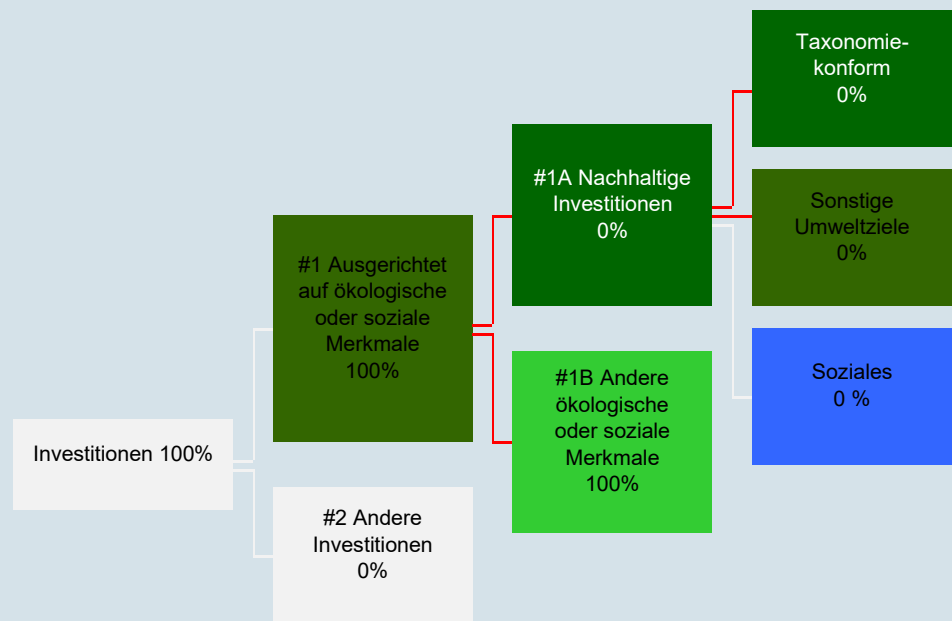 Investitionen 100%
#1 Ausgerichtet
auf ökologische
oder soziale
Merkmale
100%
#2 Andere
Investitionen
0%
#1A Nachhaltige
Investitionen
0%
#1B Andere
ökologische
oder soziale
Merkmale
100%
Taxonomie-
konform
0%
Sonstige
Umweltziele
0%
Soziales
0 %